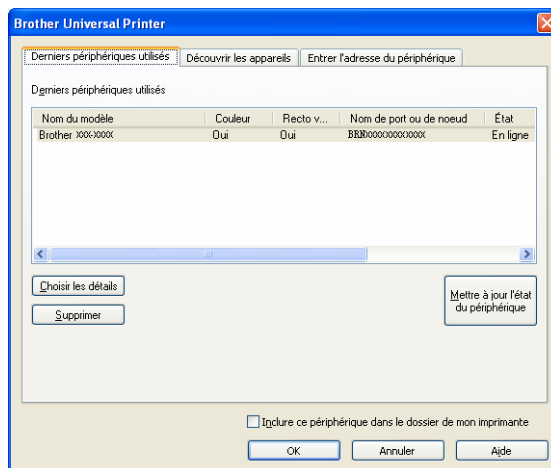 Brother Universal Printer
Derniers périphériques utilisés Découvrir les appareils Entrer l'adresse du périphérique
Derniers périphériques utilisés
Nom du modèle Couleur Recto v... Nom de port ou de noeud État
Brother XXX-XXXX Oui Oui BRNXXXXXXXXXXXX En ligne
Choisir les détails
Supprimer
Mettre à jour l'état
du périphérique
Inclure ce périphérique dans le dossier de mon imprimante
OK Annuler Aide